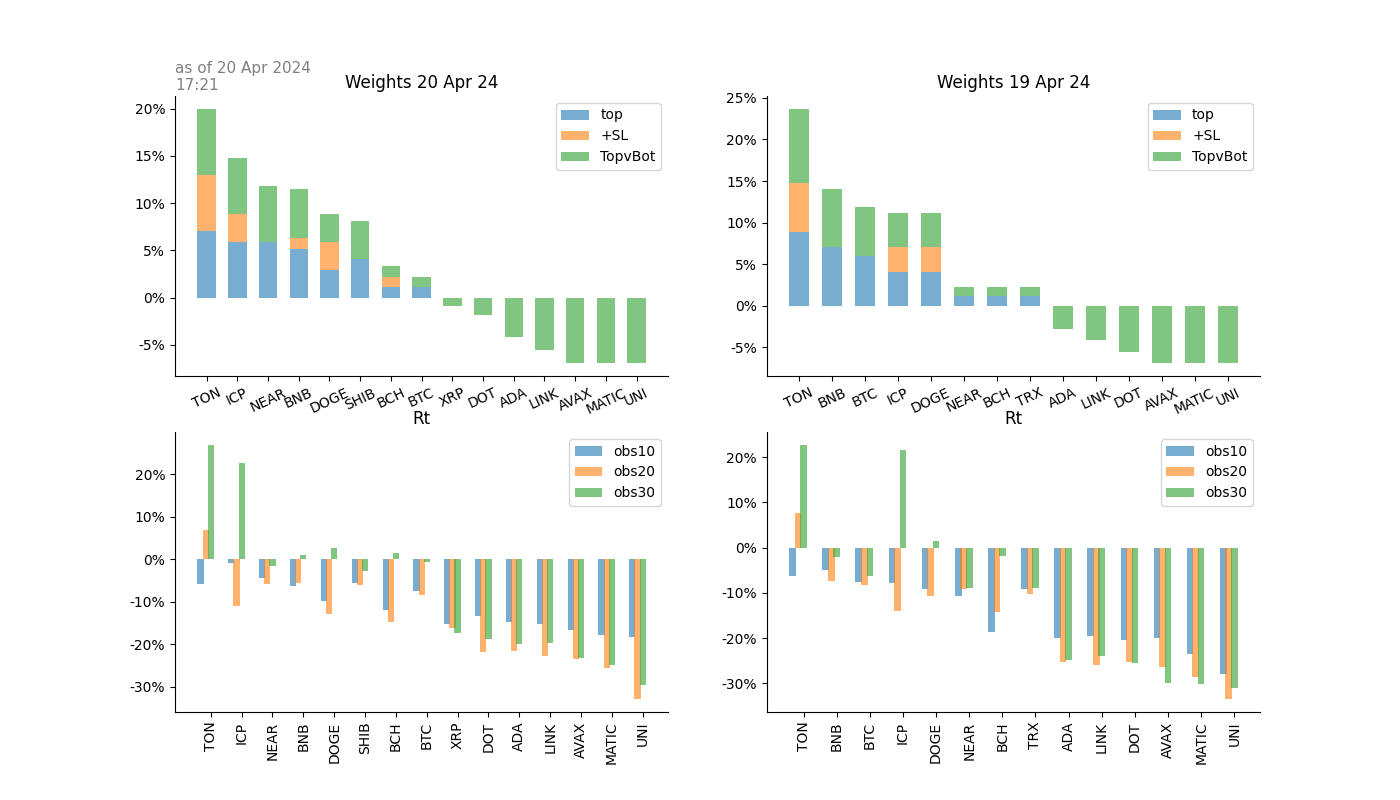 as of 20 Apr 2024
17:21
Weights 20 Apr 24
20%
15%
10%
5%
0%
-5%
top
+SL
TopvBot
TON ICP NEAR BNB DOGE SHIB BCH BTC XRP DOT ADA LINK AVAX MATIC UNI
Weights 19 Apr 24
25%
20%
15%
10%
5%
0%
-5%
top
+SL
TopvBot
TON BNB BTC ICP DOGE NEAR BCH TRX ADA LINK DOT AVAX MATIC UNI
Rt
20%
10%
0%
-10%
-20%
-30%
obs10
obs20
obs30
TON ICP NEAR BNB DOGE SHIB BCH BTC XRP DOT ADA LINK AVAX MATIC UNI
Rt
20%
10%
0%
-10%
-20%
-30%
obs10
obs20
obs30
TON BNB BTC ICP DOGE NEAR BCH TRX ADA LINK DOT AVAX MATIC UNI